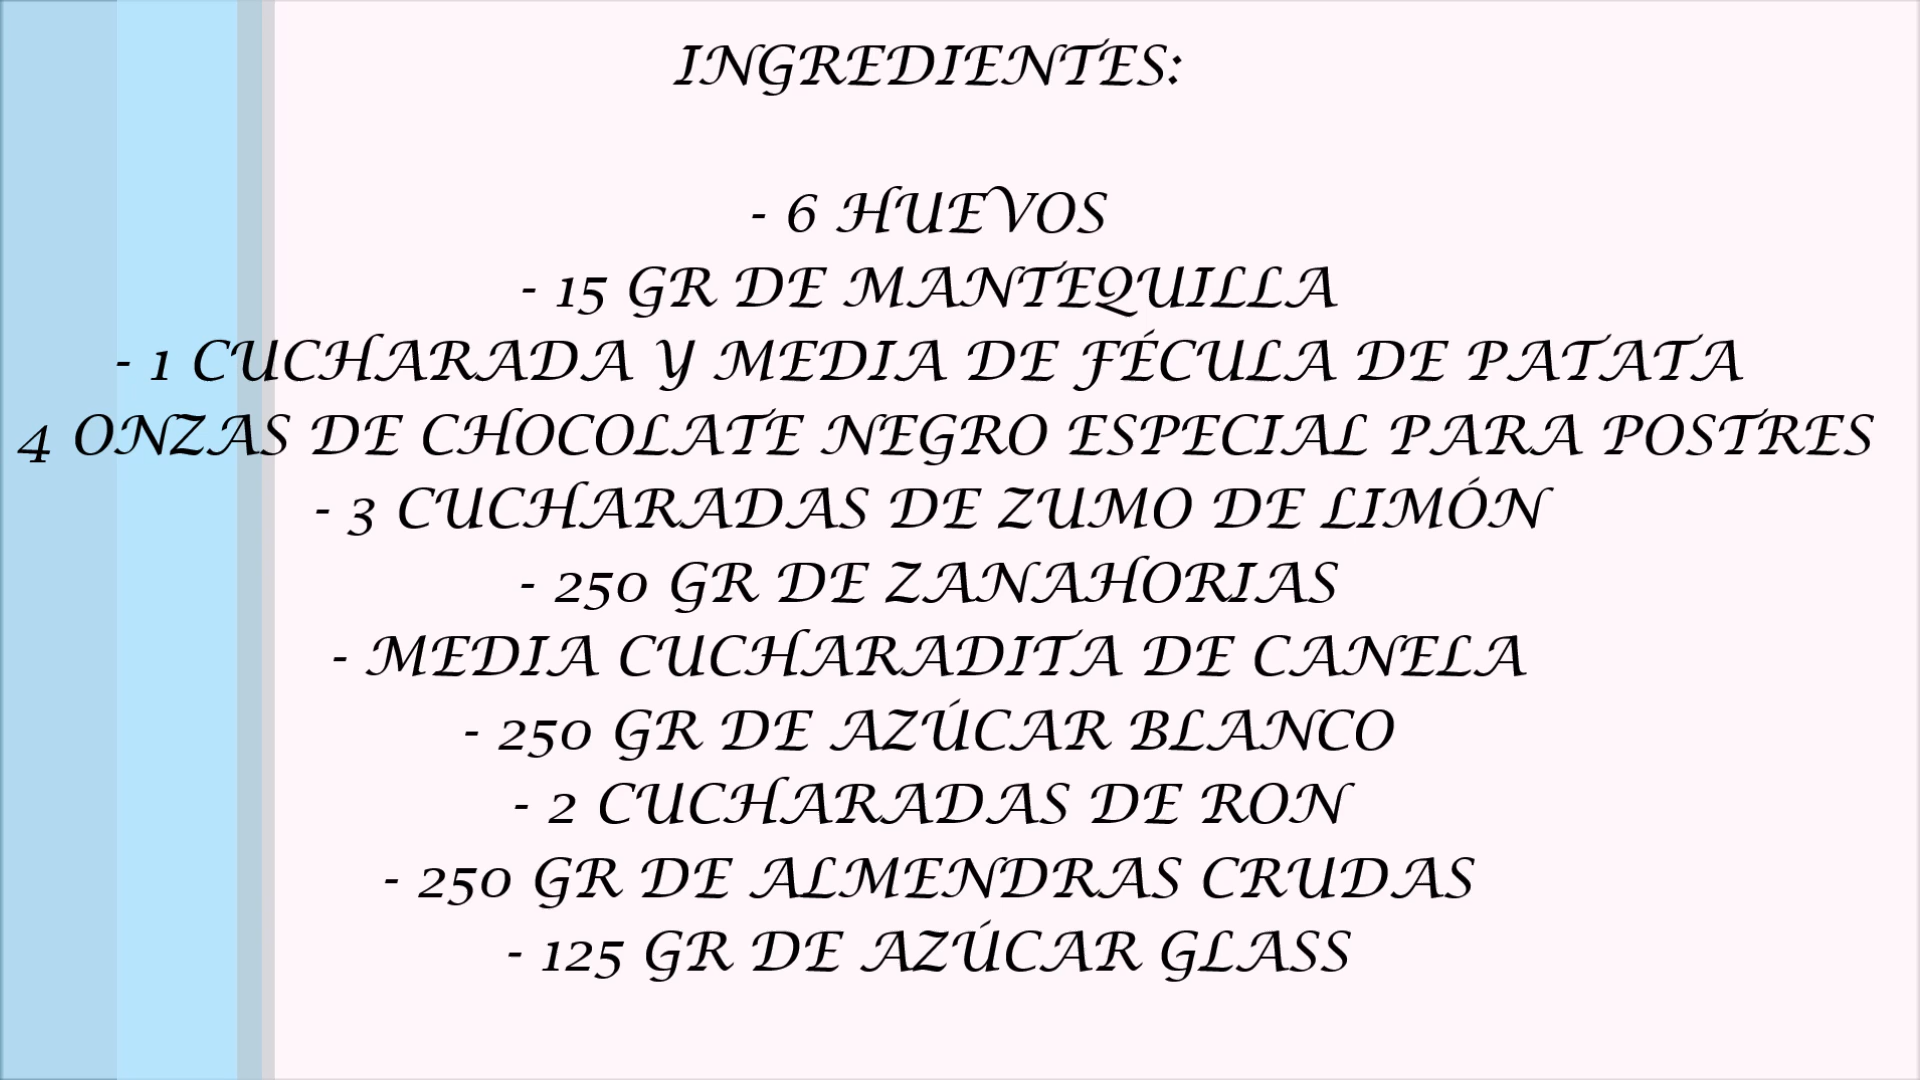 INGREDIENTES:
- 6 HUEVOS
- 15 GR DE MANTEQUILLA
- 1 CUCHARADA Y MEDIA DE FÉCULA DE PATATA
4 ONZAS DE CHOCOLATE NEGRO ESPECIAL PARA POSTRES
- 3 CUCHARADAS DE ZUMO DE LIMÓN
- 250 GR DE ZANAHORIAS
- MEDIA CUCHARADITA DE CANELA
- 250 GR DE AZÚCAR BLANCO
- 2 CUCHARADAS DE RON
- 250 GR DE ALMENDRAS CRUDAS
- 125 GR DE AZÚCAR GLASS